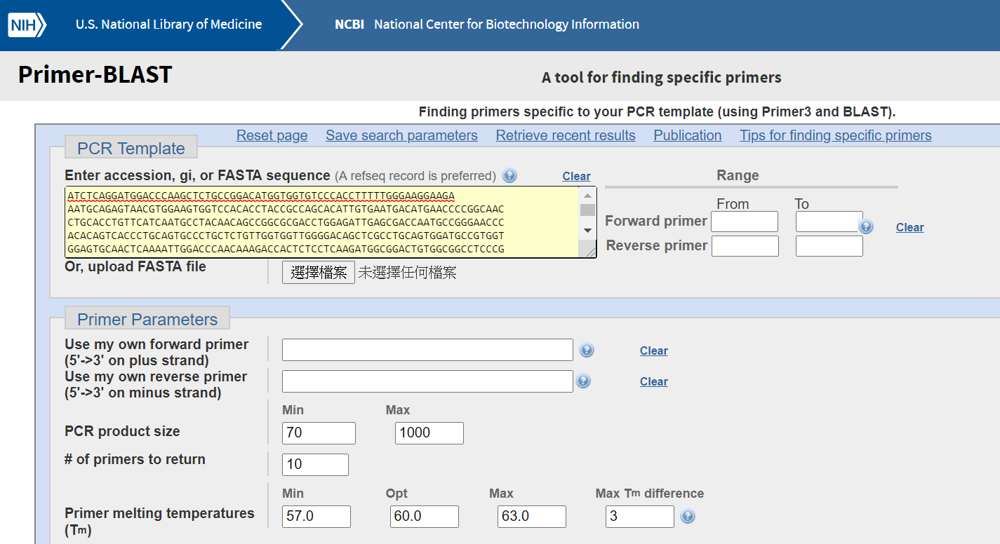 NIH U.S. National Library of Medicine NCBI National Center for Biotechnology Information
Primer-BLAST A tool for finding specific primers
Finding primers specific to your PCR template (using Primer3 and BLAST).
Reset page Save search parameters Retrieve recent results Publication Tips for finding specific primers
PCR Template
Enter accession, gi, or FASTA sequence (A refseq record is preferred) ? Clear Range
ATCTCAGGATGGACCCAAGCTCTGCCGGACATGGTGGTGTCCCACCTTTTTGGGAAGGAAGA
AATGCAGAGTAACGTGGAAGTGGTCCACACCTACCGCCAGCACATTGTGAATGACATGAACCCCGGCAAC
CTGCACCTGTTCATCAATGCCTACAACAGCCGGCGCGACCTGGAGATTGAGCGACCAATGCCGGGAACCC
ACACAGTCACCCTGCAGTGCCCTGCTCTGTTGGTGGTTGGGGACAGCTCGCCTGCAGTGGATGCCGTGGT
GGAGTGCAACTCAAAATTGGACCCAACAAAGACCACTCTCCTCAAGATGGCGGACTGTGGCGGCCTCCCG
From To
Forward primer ? Clear
Reverse primer
Or, upload FASTA file 選擇檔案 未選擇任何檔案
Primer Parameters
Use my own forward primer
(5'->3' on plus strand) ? Clear
Use my own reverse primer
(5'->3' on minus strand) ? Clear
Min Max
PCR product size 70 1000
# of primers to return 10
Min Opt Max Max Tm difference
Primer melting temperatures 57.0 60.0 63.0 3 ?
(Tm)